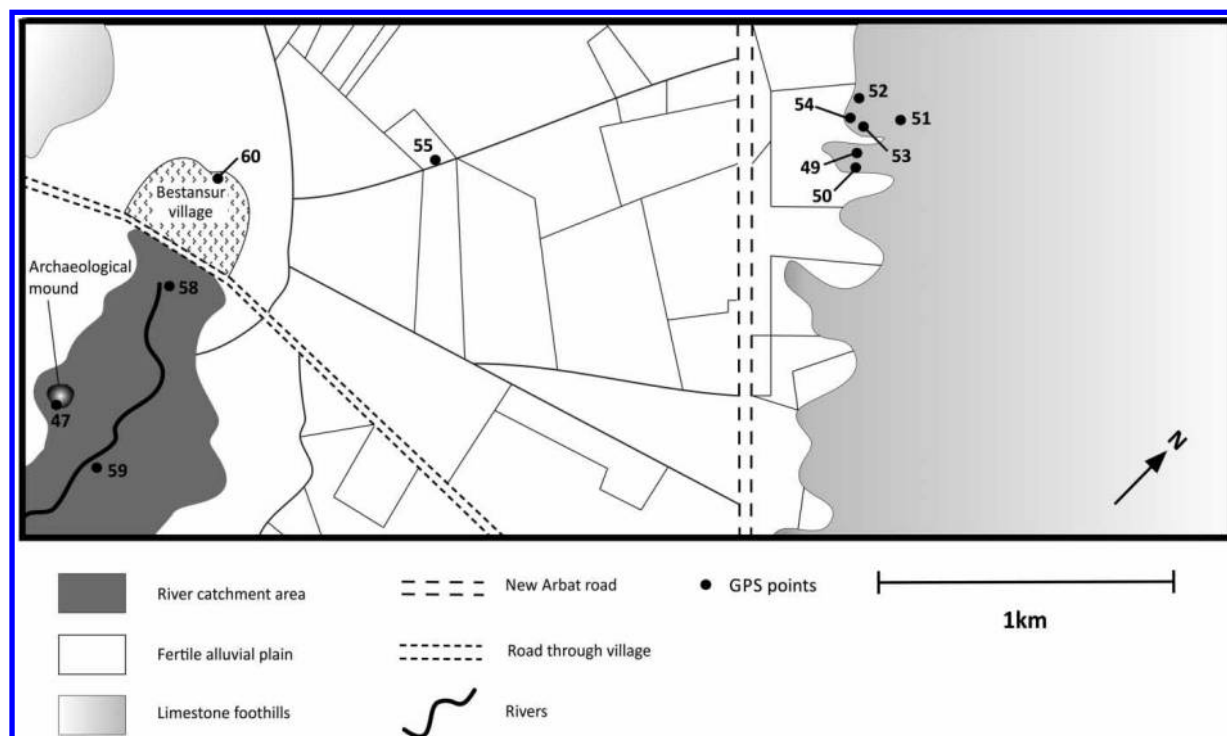 52
54
51
53
55
49
60
50
Bestansur
village
Archaeological
mound
58
47
59
N
River catchment area
New Arbat road
GPS points
1km
Fertile alluvial plain
Road through village
Limestone foothills
Rivers